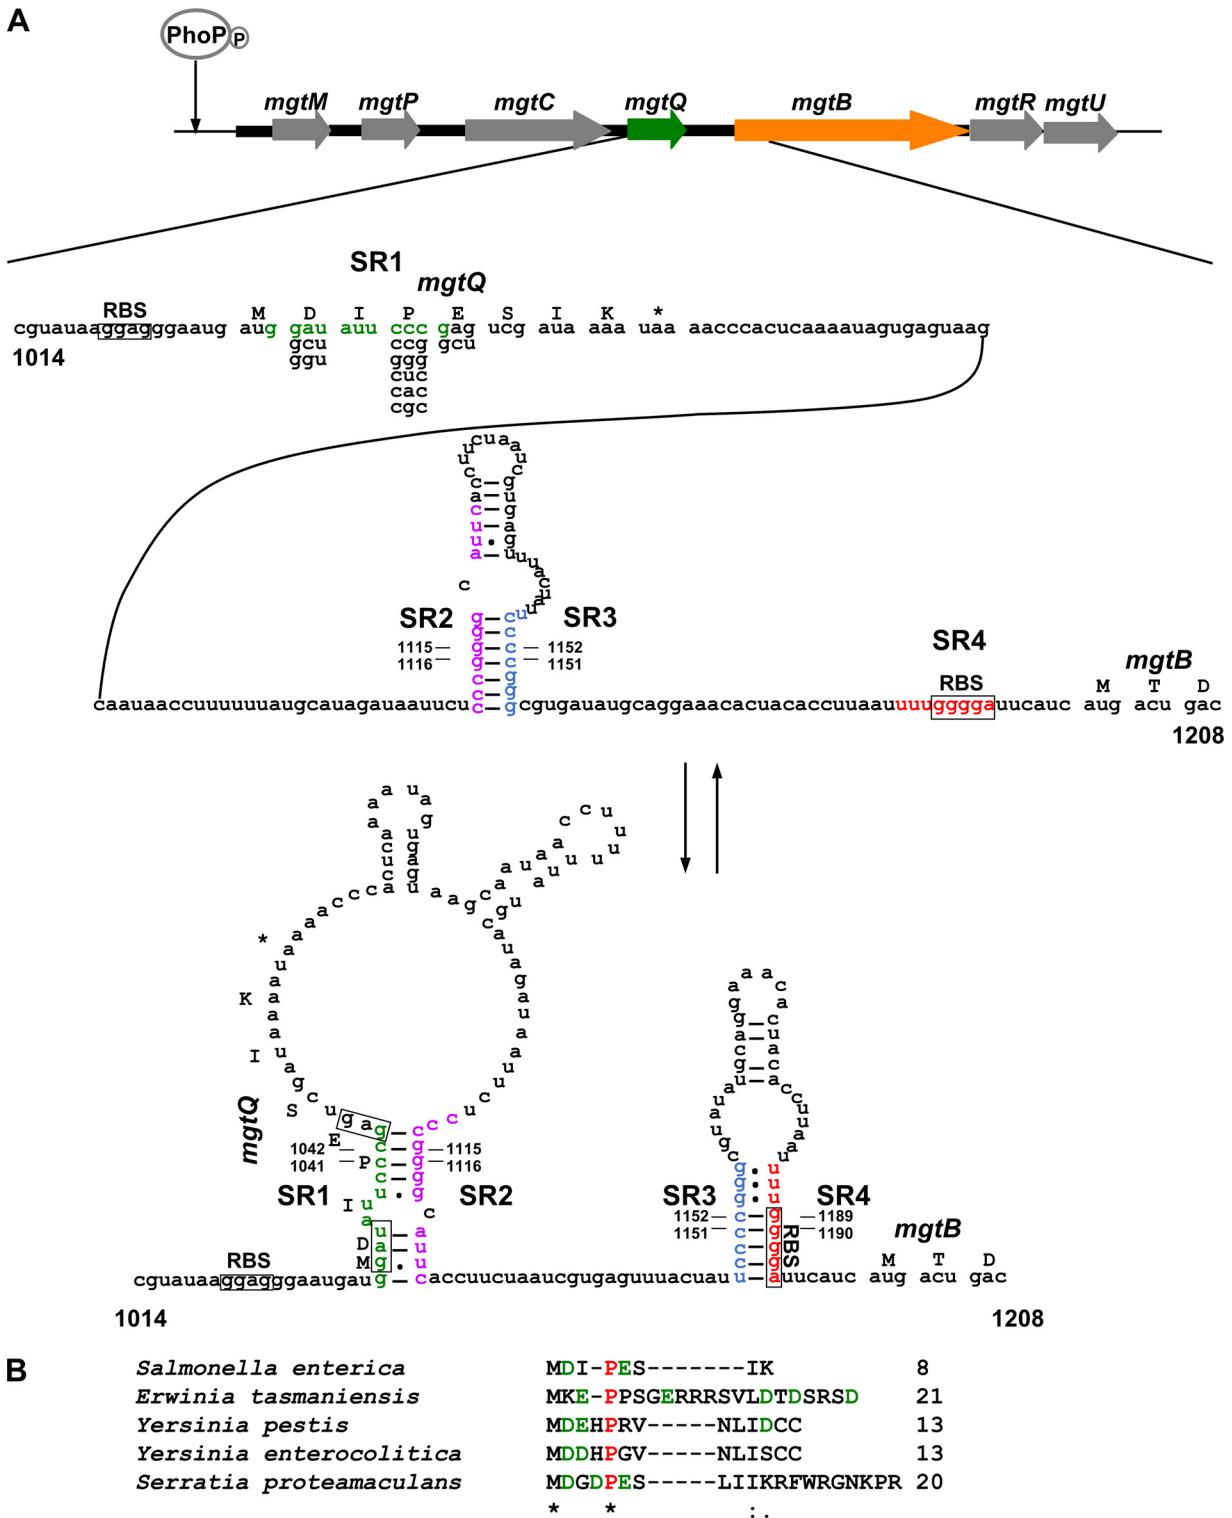 A
PhoP P
mgtM mgtP mgtC mgtQ mgtB mgtR mgtU
SR1
mgtQ
RBS M D I P E S I K *
cguauaaggagggaaug aug gau auu ccc gag ucg aua aaa uaa aacccacucaaaauagugaguaag
1014
gcu ccg gcu
ggu ggg
cuc
cac
cgc
SR2 SR3
1115 1152
1116 1151
SR4
mgtB
RBS M T D
caauaaccuuuuuuaugcauagauaauucuccc gcgugauaugcaggaaacacuacaccuuaauuuuggggauucauc aug acu gac
1208
mgtQ
* K I S E P I D M
1042 1115
1041 1116
SR1 SR2
SR3 SR4
1152 1189
1151 1190
RBS
mgtB
RBS M T D
cguauaaggagggaaugaug caccuucuaaucgugaguuuacuauu auucauc aug acu gac
1014 1208
B
Salmonella enterica MDI-PES-------IK 8
Erwinia tasmaniensis MKE-PPSGERRRSVLDTDSRSD 21
Yersinia pestis MDEHPRV-----NLIDCC 13
Yersinia enterocolitica MDDHPGV-----NLISCC 13
Serratia proteamaculans MDGDPES-----LIIKRFWRGNKPR 20
* * :.